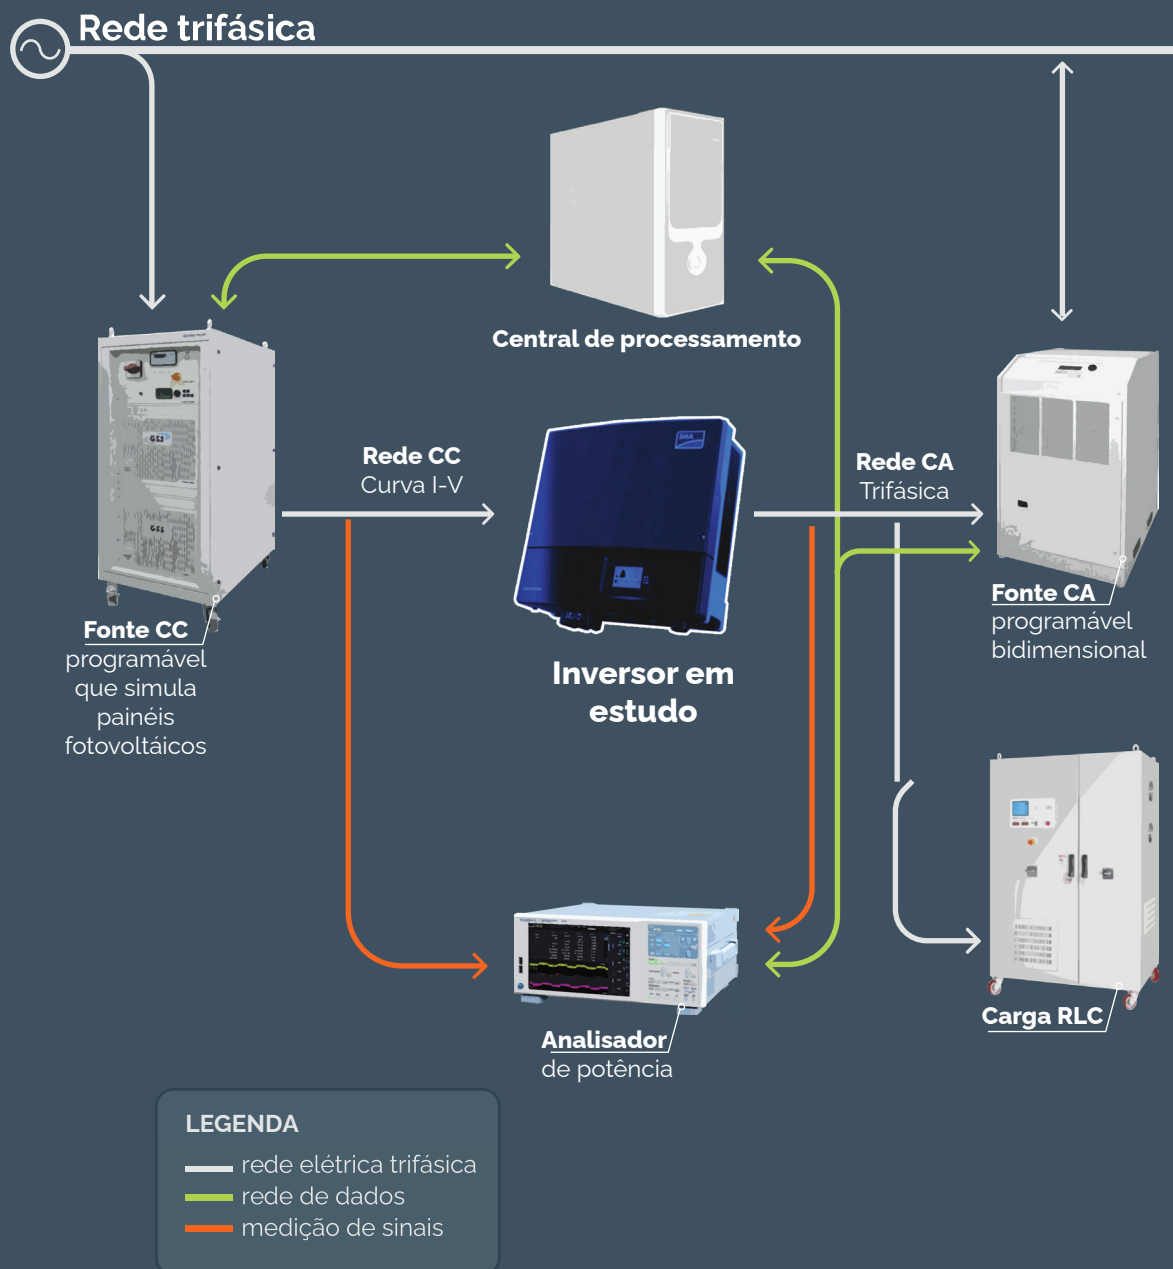 Rede trifásica
Central de processamento
Rede CC
Curva I-V
Rede CA
Trifásica
SMA
Fonte CC
programável
que simula
painéis
fotovoltáicos
Inversor em
estudo
Fonte CA
programável
bidimensional
Analisador
de potência
Carga RLC
LEGENDA
rede elétrica trifásica
rede de dados
medição de sinais